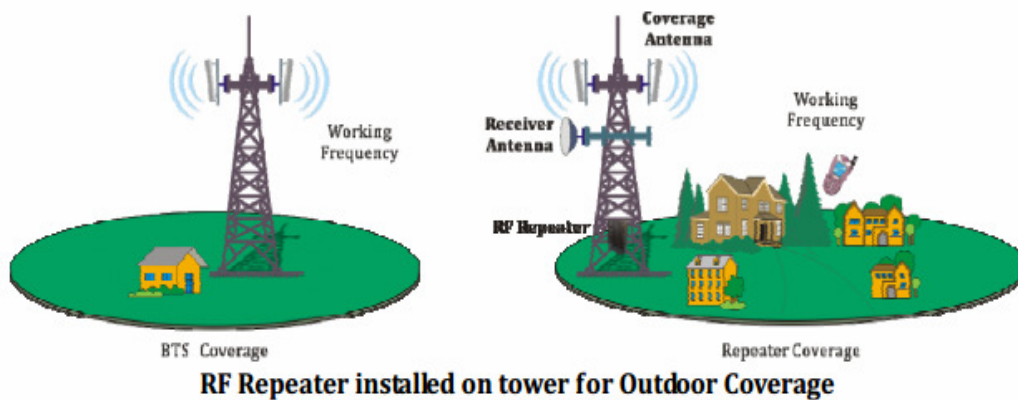 Coverage
Antenna
Working
Frequency
Receiver
Antenna
Working
Frequency
RF Repeater
BTS Coverage
Repeater Coverage
RF Repeater installed on tower for Outdoor Coverage